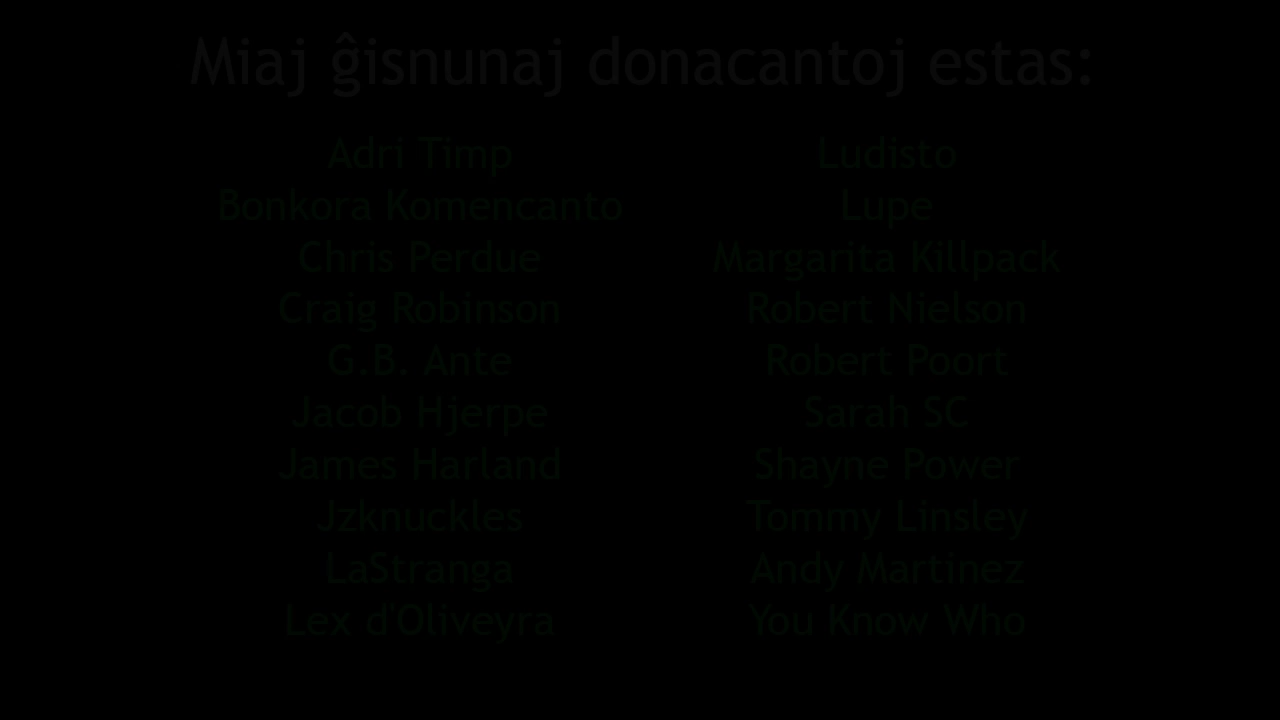 Miaj ĝisnunaj donacantoj estas:
Adri Timp
Bonkora Komencanto
Chris Perdue
Craig Robinson
G.B. Ante
Jacob Hjerpe
James Harland
Jzknuckles
LaStranga
Lex d'Oliveyra
Ludisto
Lupe
Margarita Killpack
Robert Nielson
Robert Poort
Sarah SC
Shayne Power
Tommy Linsley
Andy Martinez
You Know Who